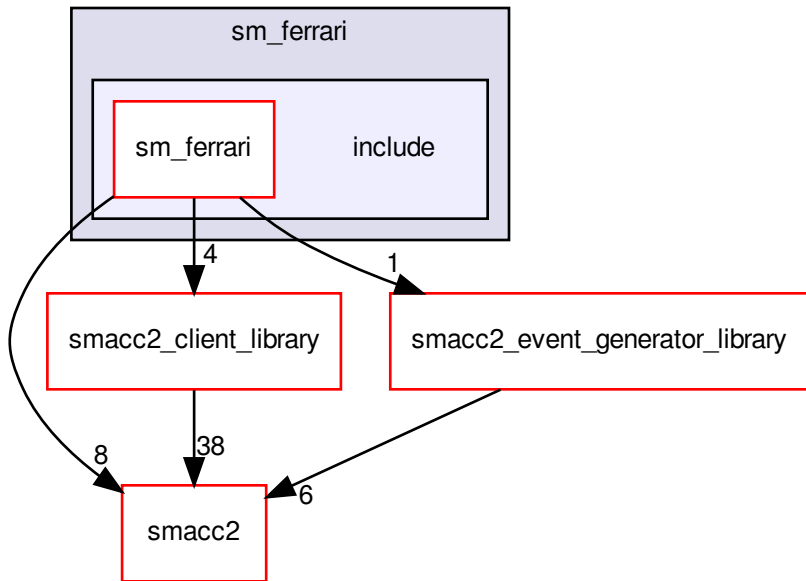 sm_ferrari
sm_ferrari
include
4
1
smacc2_client_library
smacc2_event_generator_library
8
38
6
smacc2